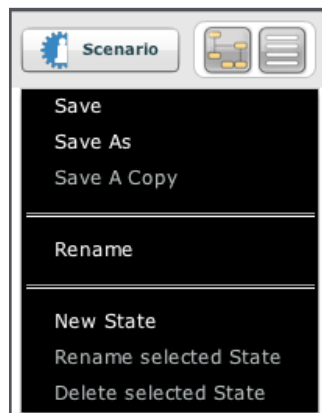 Scenario
Save
Save As
Save A Copy
Rename
New State
Rename selected State
Delete selected State